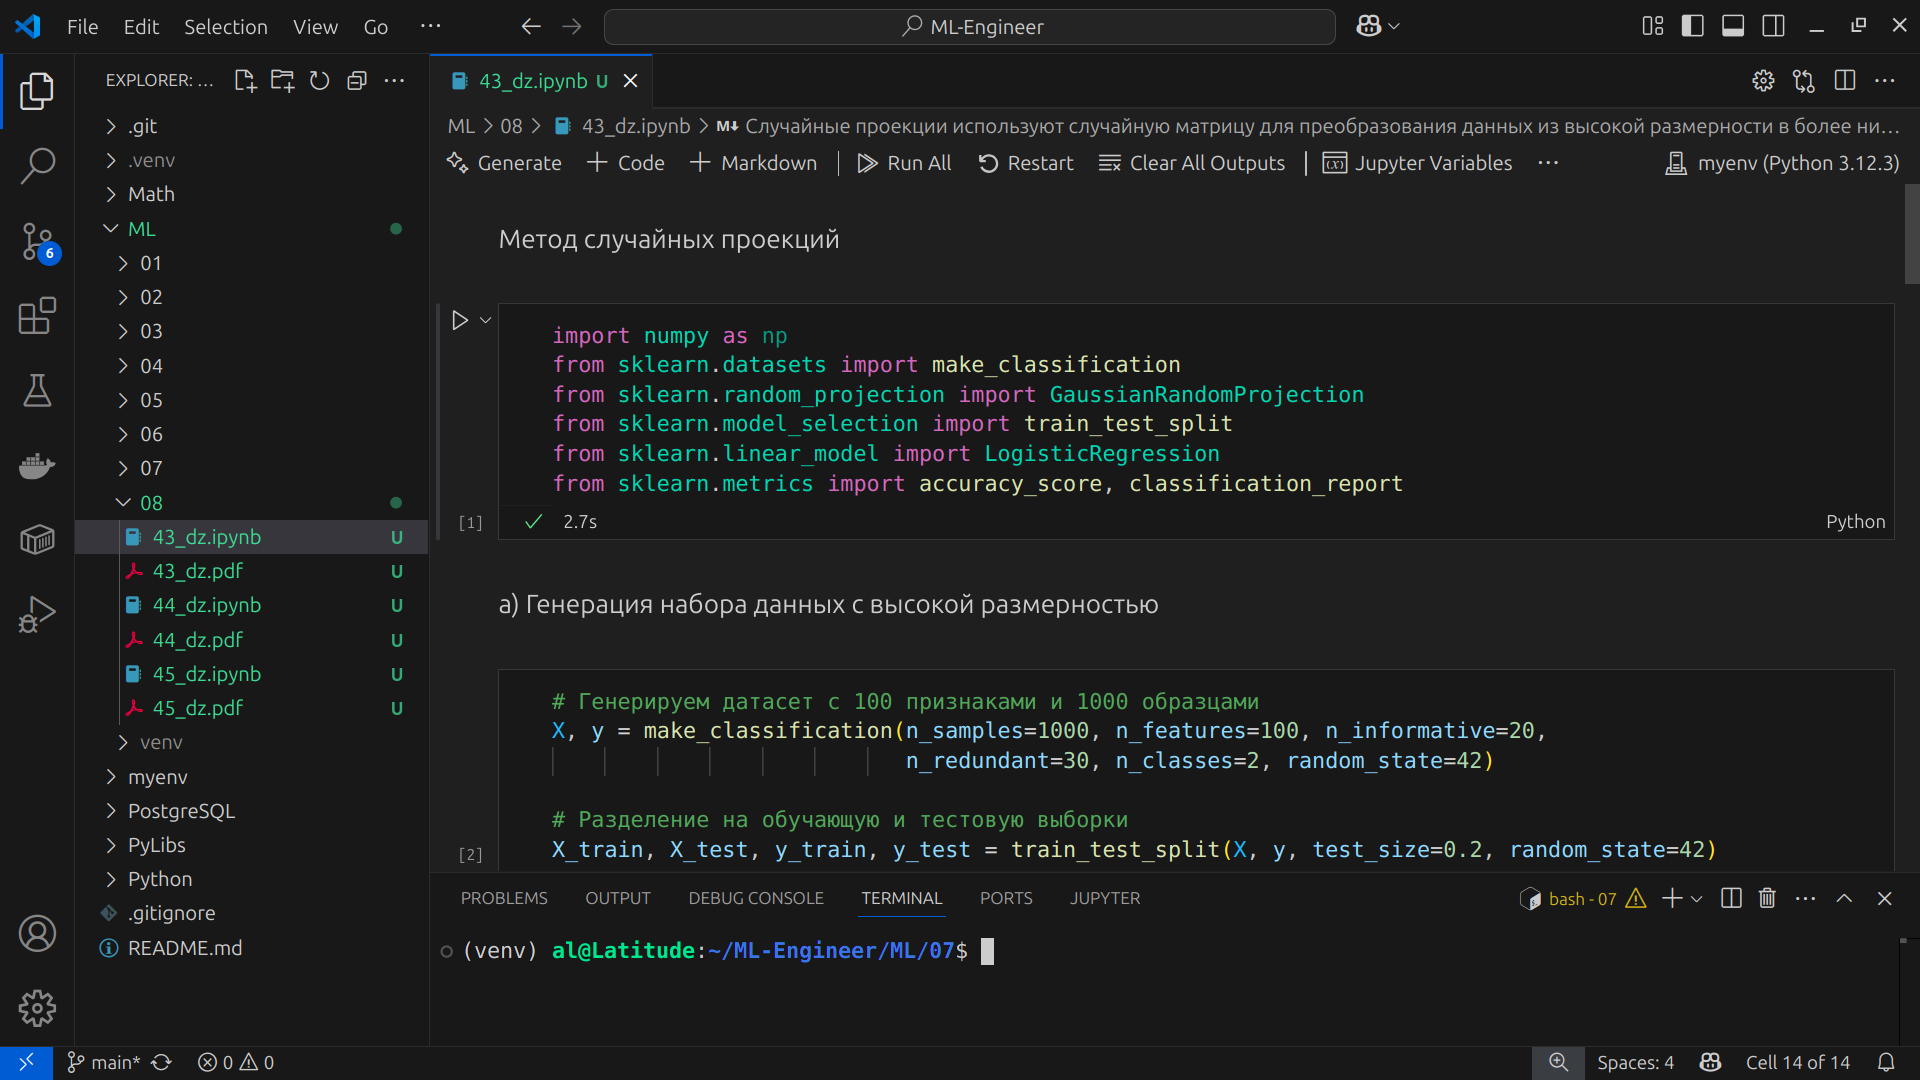 File Edit Selection View Go ···
ML-Engineer
EXPLORER: ...
.git
.venv
Math
ML
01
02
03
04
05
06
07
08
43_dz.ipynb U
43_dz.pdf U
44_dz.ipynb U
44_dz.pdf U
45_dz.ipynb U
45_dz.pdf U
venv
myenv
PostgreSQL
PyLibs
Python
.gitignore
README.md
6
43_dz.ipynb U
ML > 08 > 43_dz.ipynb > M↓ Случайные проекции используют случайную матрицу для преобразования данных из высокой размерности в более ни...
Generate + Code + Markdown | Run All Restart Clear All Outputs | Jupyter Variables ··· myenv (Python 3.12.3)
Метод случайных проекций
import numpy as np
from sklearn.datasets import make_classification
from sklearn.random_projection import GaussianRandomProjection
from sklearn.model_selection import train_test_split
from sklearn.linear_model import LogisticRegression
from sklearn.metrics import accuracy_score, classification_report
[1] 2.7s Python
а) Генерация набора данных с высокой размерностью
# Генерируем датасет с 100 признаками и 1000 образцами
X, y = make_classification(n_samples=1000, n_features=100, n_informative=20,
n_redundant=30, n_classes=2, random_state=42)
# Разделение на обучающую и тестовую выборки
[2] X_train, X_test, y_train, y_test = train_test_split(X, y, test_size=0.2, random_state=42)
PROBLEMS OUTPUT DEBUG CONSOLE TERMINAL PORTS JUPYTER bash - 07
(venv) al@Latitude:~/ML-Engineer/ML/07$
main* 0 0 Spaces: 4 Cell 14 of 14